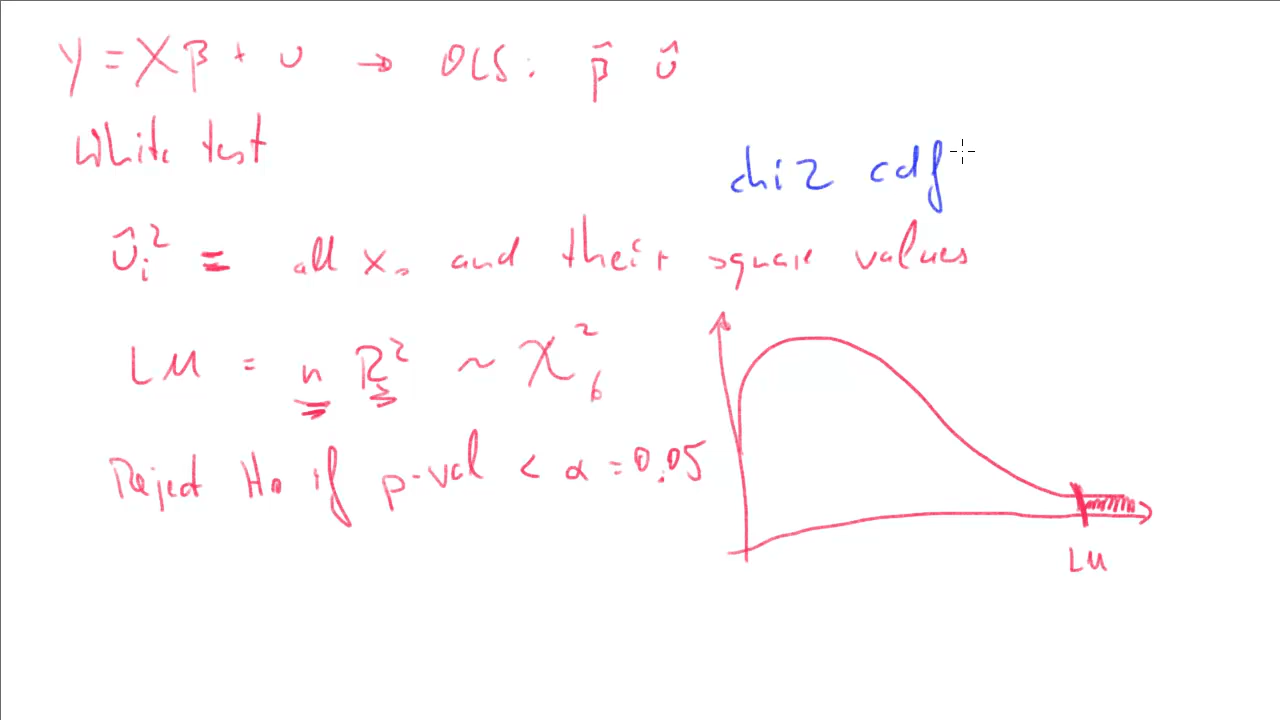 y = Xβ + u → OLS: β̂ û
White test
chi2 cdf
û_i² = all x_s and their square values
LM = n R² ~ χ²_6
Reject H₀ if p-val < α = 0.05
LM